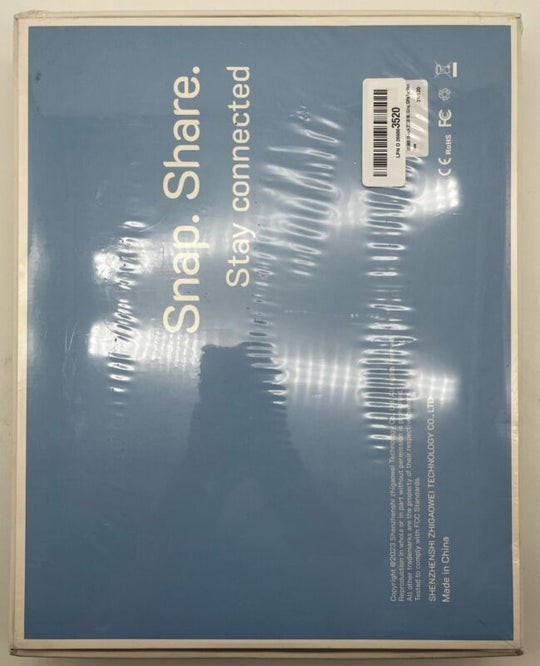 Snap. Share.
Stay connected
3520
CE RoHS FC
Copyright @2023 Shenzhenshi zhigaowei Technology Co.,
Reproduction in whole or in part without permission is
All other trademarks are the property of their respective
Tested to comply with FCC Standards.
SHENZHENSHI ZHIGAOWEI TECHNOLOGY CO., LTD
Made in China